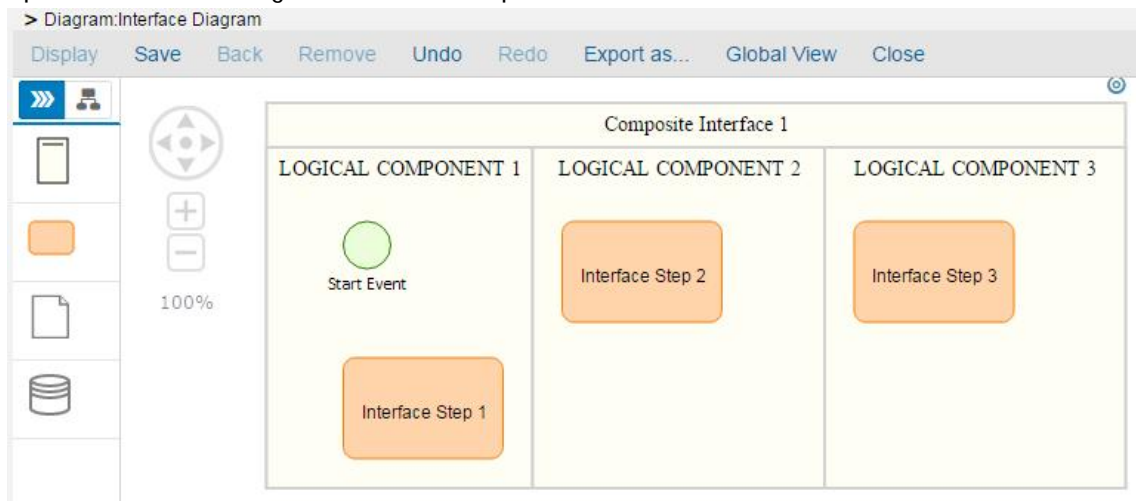 > Diagram:Interface Diagram
Display Save Back Remove Undo Redo Export as... Global View Close
Composite Interface 1
LOGICAL COMPONENT 1 LOGICAL COMPONENT 2 LOGICAL COMPONENT 3
Start Event
Interface Step 2
Interface Step 3
100%
Interface Step 1